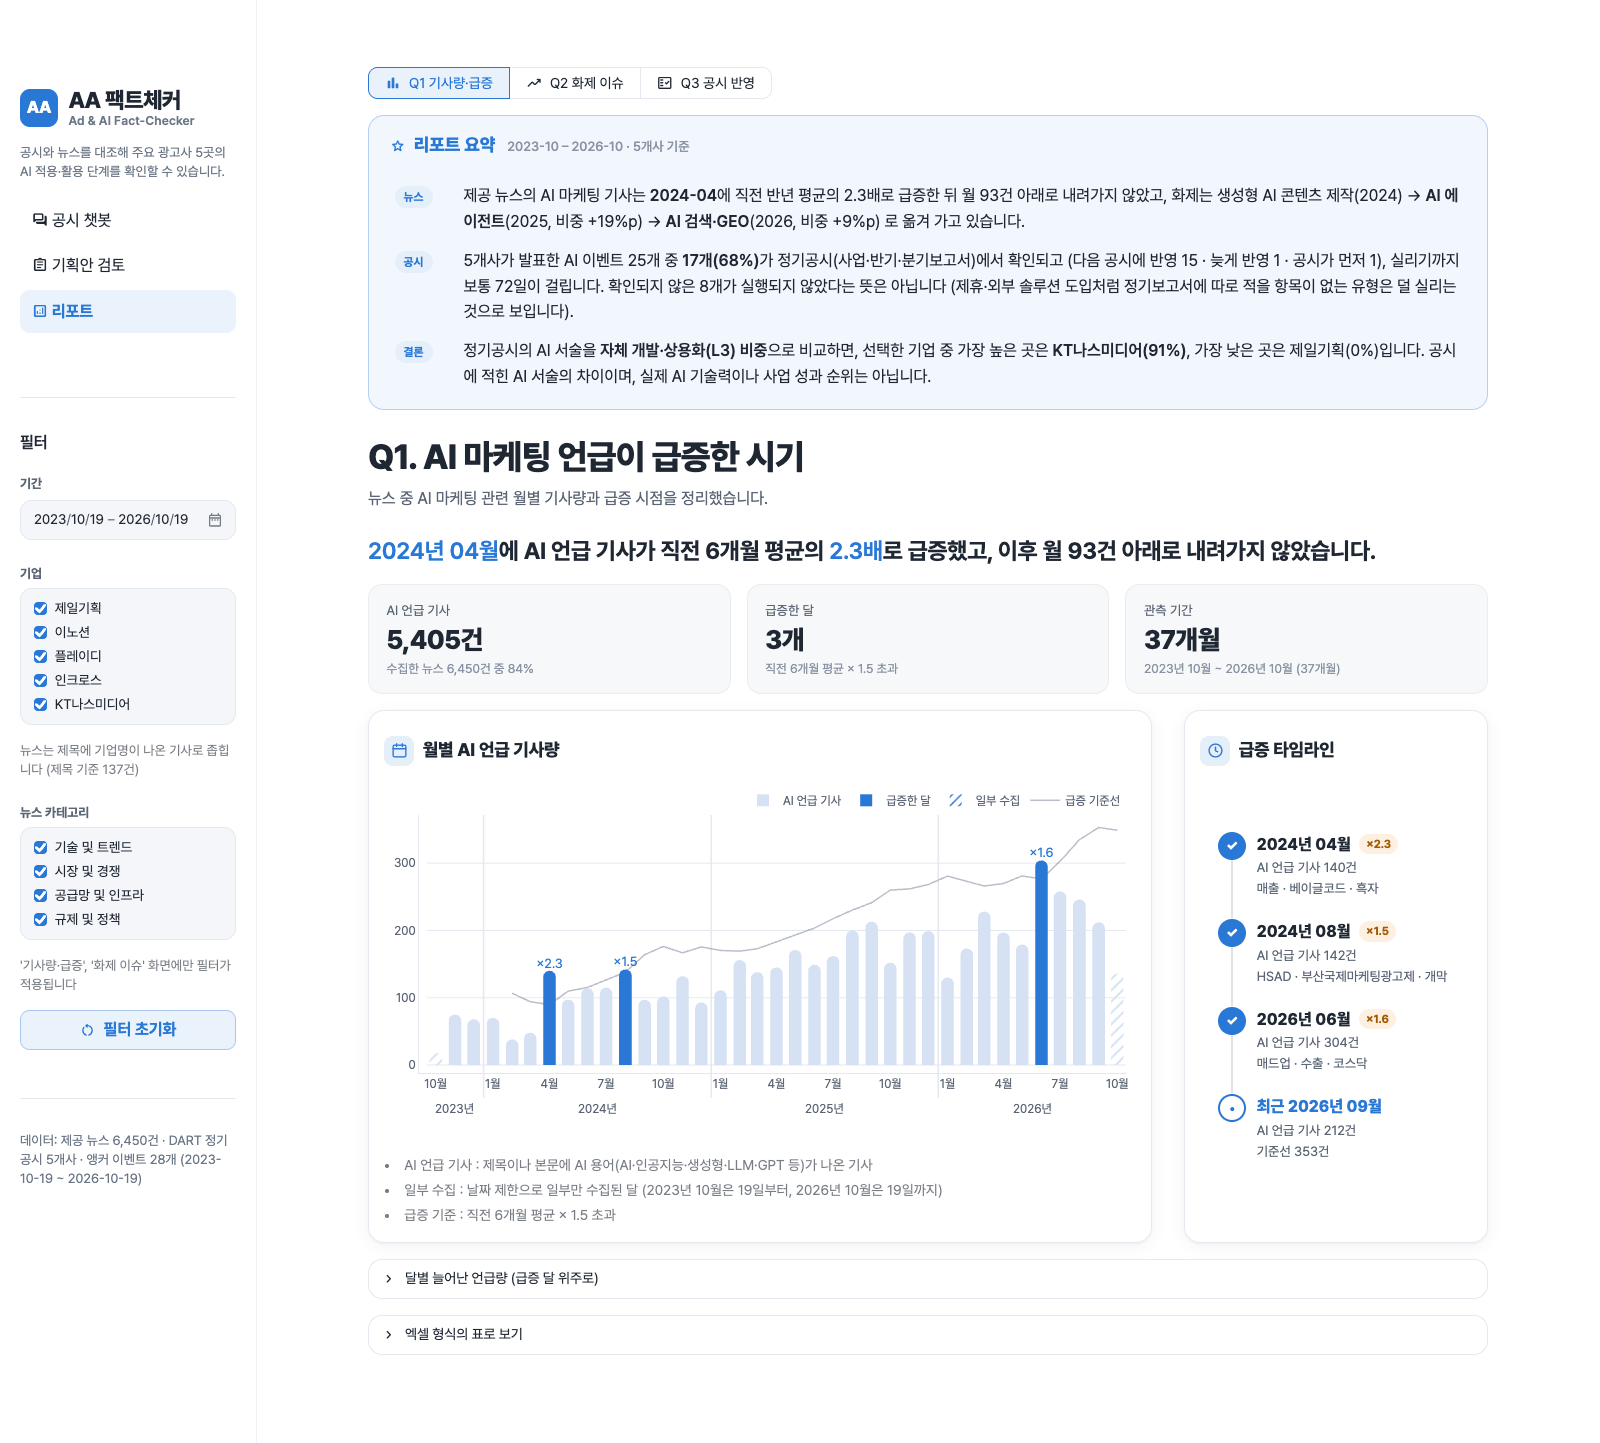 AA
AA 팩트체커
Ad & AI Fact-Checker
공시와 뉴스를 대조해 주요 광고사 5곳의
AI 적용·활용 단계를 확인할 수 있습니다.
공시 챗봇
기획안 검토
리포트
필터
기간
2023/10/19 – 2026/10/19
기업
제일기획
이노션
플레이디
인크로스
KT나스미디어
뉴스는 제목에 기업명이 나온 기사로 좁힙
니다 (제목 기준 137건)
뉴스 카테고리
기술 및 트렌드
시장 및 경쟁
공급망 및 인프라
규제 및 정책
'기사량·급증', '화제 이슈' 화면에만 필터가
적용됩니다
필터 초기화
데이터: 제공 뉴스 6,450건 · DART 정기
공시 5개사 · 앵커 이벤트 28개 (2023-
10-19 ~ 2026-10-19)
Q1 기사량·급증
Q2 화제 이슈
Q3 공시 반영
리포트 요약 2023-10 – 2026-10 · 5개사 기준
뉴스
제공 뉴스의 AI 마케팅 기사는 2024-04에 직전 반년 평균의 2.3배로 급증한 뒤 월 93건 아래로 내려가지 않았고, 화제는 생성형 AI 콘텐츠 제작(2024) → AI 에
이전트(2025, 비중 +19%p) → AI 검색·GEO(2026, 비중 +9%p) 로 옮겨 가고 있습니다.
공시
5개사가 발표한 AI 이벤트 25개 중 17개(68%)가 정기공시(사업·반기·분기보고서)에서 확인되고 (다음 공시에 반영 15 · 늦게 반영 1 · 공시가 먼저 1), 실리기까지
보통 72일이 걸립니다. 확인되지 않은 8개가 실행되지 않았다는 뜻은 아닙니다 (제휴·외부 솔루션 도입처럼 정기보고서에 따로 적을 항목이 없는 유형은 덜 실리는
것으로 보입니다).
결론
정기공시의 AI 서술을 자체 개발·상용화(L3) 비중으로 비교하면, 선택한 기업 중 가장 높은 곳은 KT나스미디어(91%), 가장 낮은 곳은 제일기획(0%)입니다. 공시
에 적힌 AI 서술의 차이이며, 실제 AI 기술력이나 사업 성과 순위는 아닙니다.
Q1. AI 마케팅 언급이 급증한 시기
뉴스 중 AI 마케팅 관련 월별 기사량과 급증 시점을 정리했습니다.
2024년 04월에 AI 언급 기사가 직전 6개월 평균의 2.3배로 급증했고, 이후 월 93건 아래로 내려가지 않았습니다.
AI 언급 기사
5,405건
수집한 뉴스 6,450건 중 84%
급증한 달
3개
직전 6개월 평균 × 1.5 초과
관측 기간
37개월
2023년 10월 ~ 2026년 10월 (37개월)
월별 AI 언급 기사량
AI 언급 기사 급증한 달 일부 수집 급증 기준선
300
200
100
0
×2.3
×1.5
×1.6
10월 1월 4월 7월 10월 1월 4월 7월 10월 1월 4월 7월 10월
2023년 2024년 2025년 2026년
• AI 언급 기사 : 제목이나 본문에 AI 용어(AI·인공지능·생성형·LLM·GPT 등)가 나온 기사
• 일부 수집 : 날짜 제한으로 일부만 수집된 달 (2023년 10월은 19일부터, 2026년 10월은 19일까지)
• 급증 기준 : 직전 6개월 평균 × 1.5 초과
급증 타임라인
2024년 04월 ×2.3
AI 언급 기사 140건
매출 · 베이글코드 · 흑자
2024년 08월 ×1.5
AI 언급 기사 142건
HSAD · 부산국제마케팅광고제 · 개막
2026년 06월 ×1.6
AI 언급 기사 304건
매드업 · 수출 · 코스닥
최근 2026년 09월
AI 언급 기사 212건
기준선 353건
달별 늘어난 언급량 (급증 달 위주로)
엑셀 형식의 표로 보기